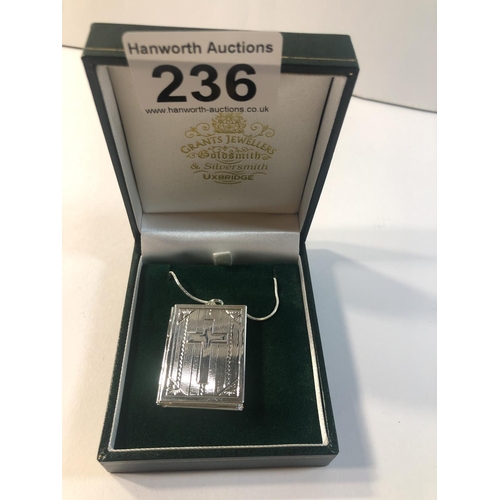 Hanworth Auctions
236
www.hanworth-auctions.co.uk
GRANTS JEWELLERS
Goldsmith
& Silversmith
UXBRIDGE